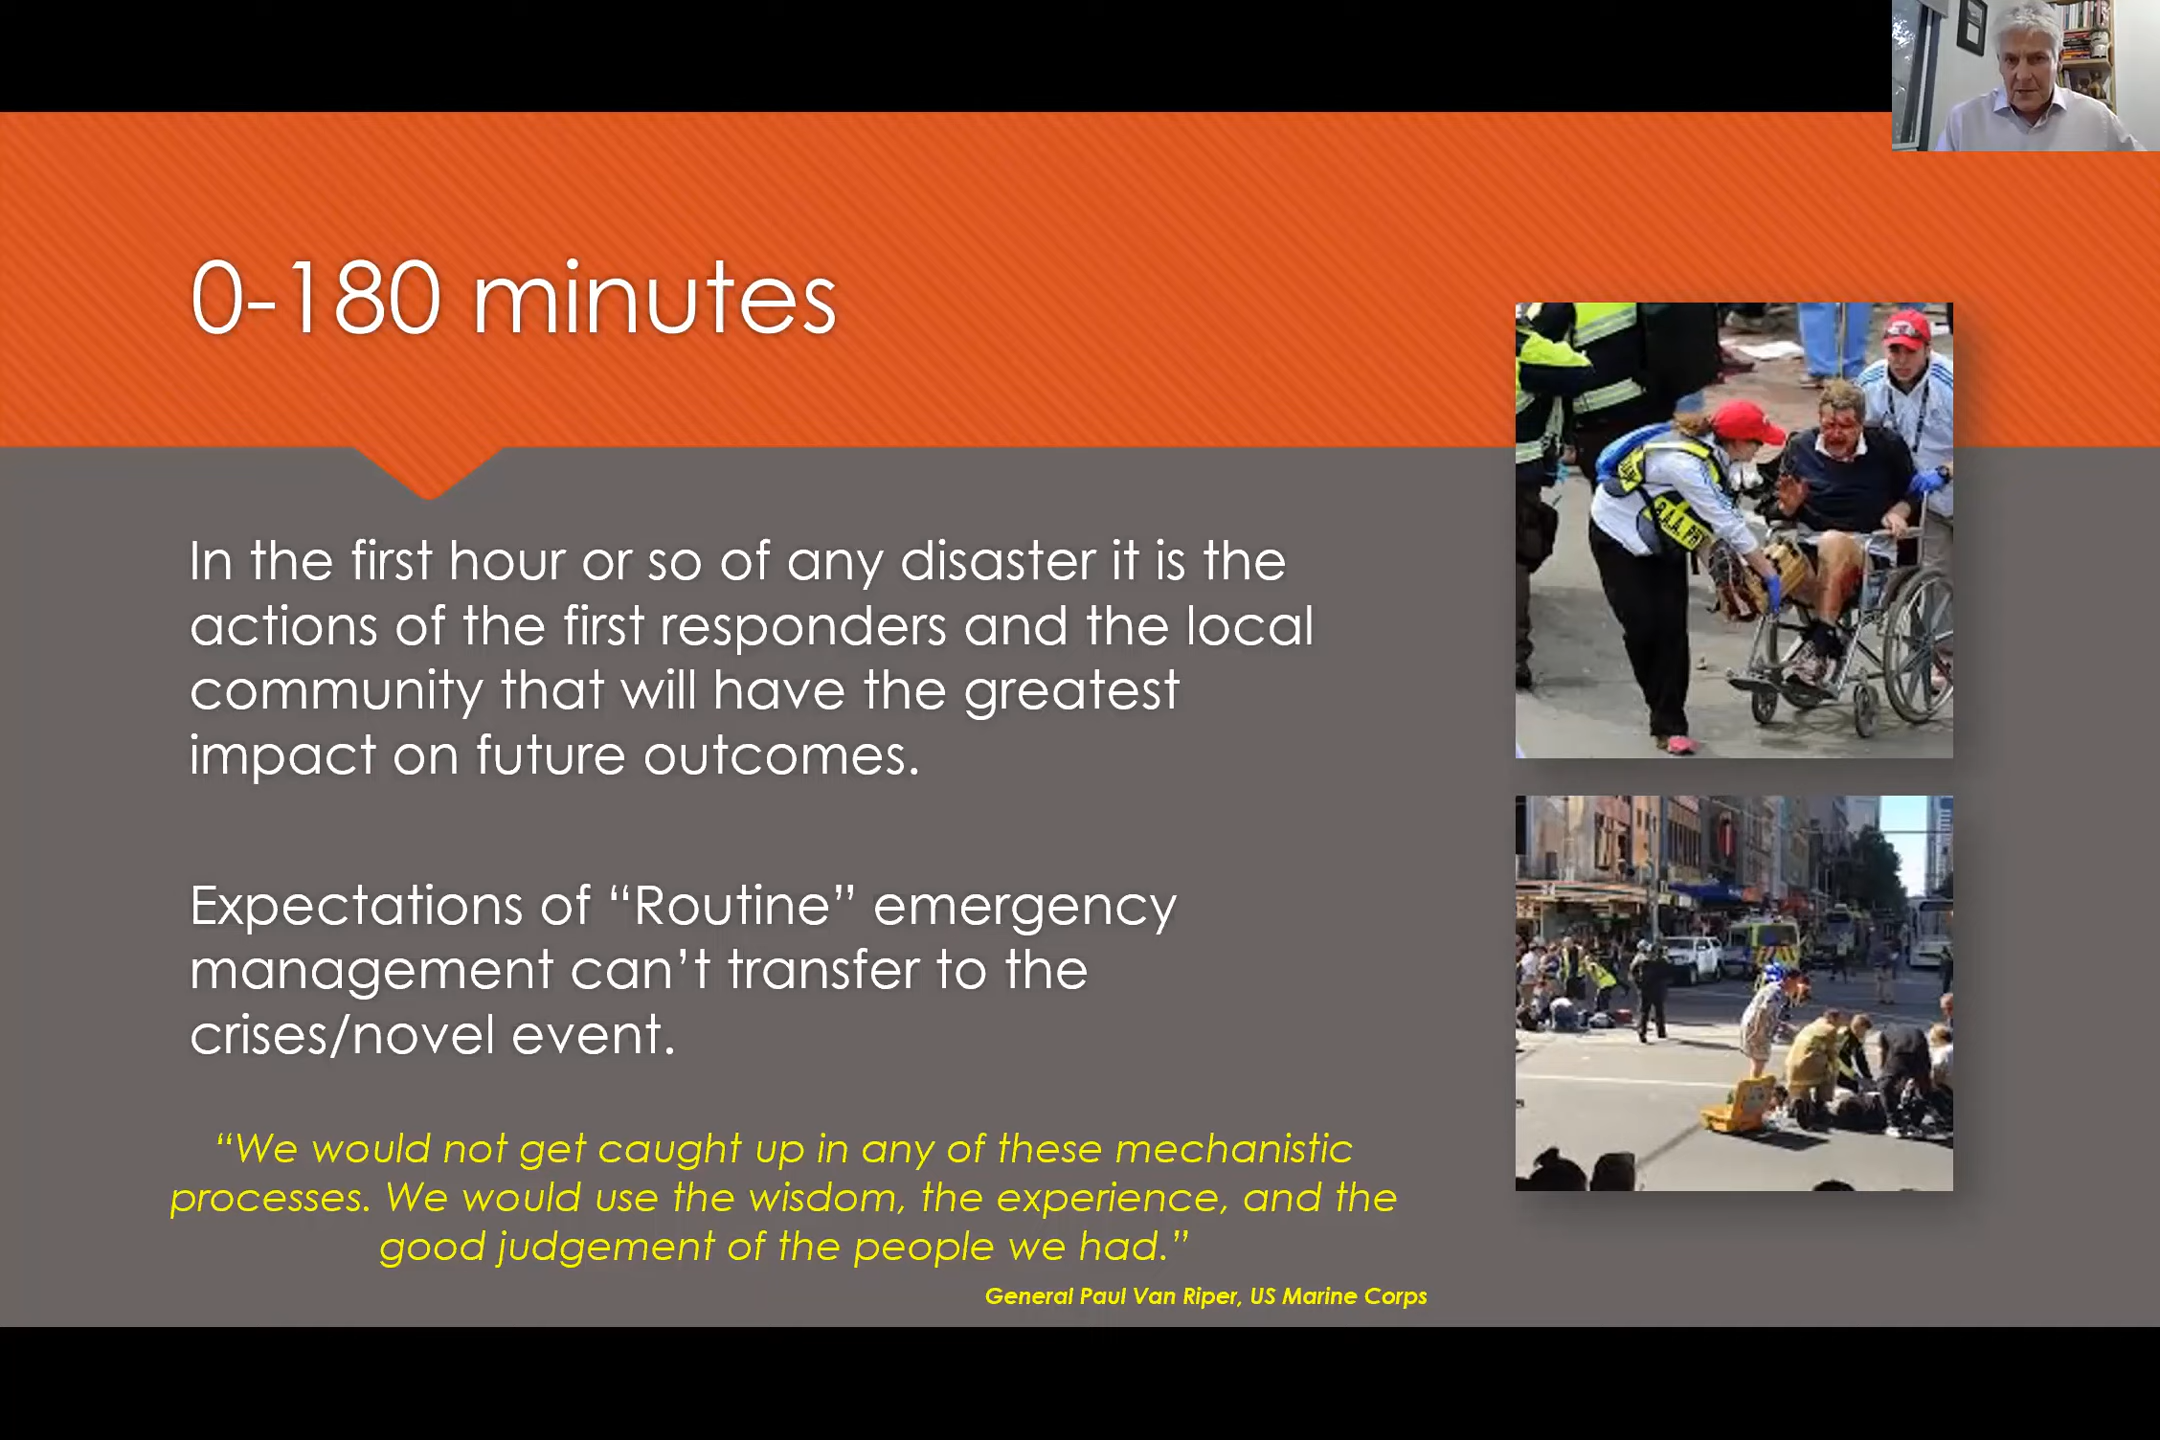 0-180 minutes
In the first hour or so of any disaster it is the
actions of the first responders and the local
community that will have the greatest
impact on future outcomes.
Expectations of “Routine” emergency
management can’t transfer to the
crises/novel event.
“We would not get caught up in any of these mechanistic
processes. We would use the wisdom, the experience, and the
good judgement of the people we had.”
General Paul Van Riper, US Marine Corps